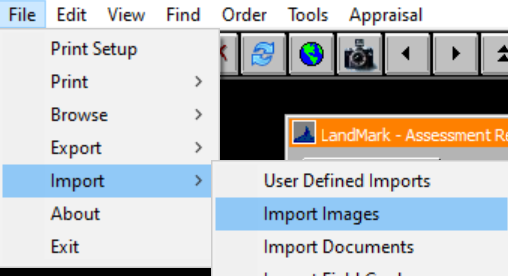 File Edit View Find Order Tools Appraisal
Print Setup
Print
Browse
Export
LandMark - Assessment
Import
User Defined Imports
About
Import Images
Exit
Import Documents